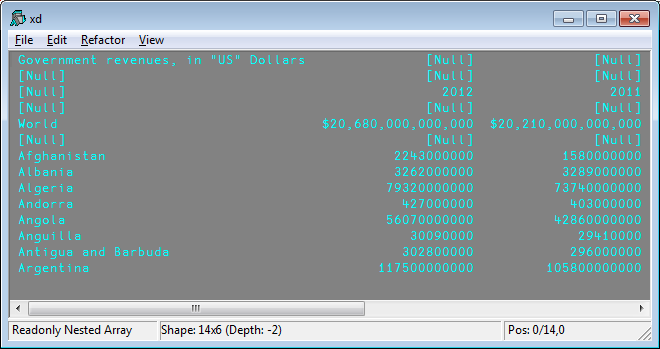 xd
File Edit Refactor View
Government revenues, in "US" Dollars [Null] [Null]
[Null] [Null] [Null]
[Null] 2012 2011
[Null] [Null] [Null]
World $20,680,000,000,000 $20,210,000,000,000
[Null] [Null] [Null]
Afghanistan 2243000000 1580000000
Albania 3262000000 3289000000
Algeria 79320000000 73740000000
Andorra 427000000 403000000
Angola 56070000000 42860000000
Anguilla 30090000 29410000
Antigua and Barbuda 302800000 296000000
Argentina 117500000000 105800000000
Readonly Nested Array Shape: 14x6 (Depth: -2) Pos: 0/14,0